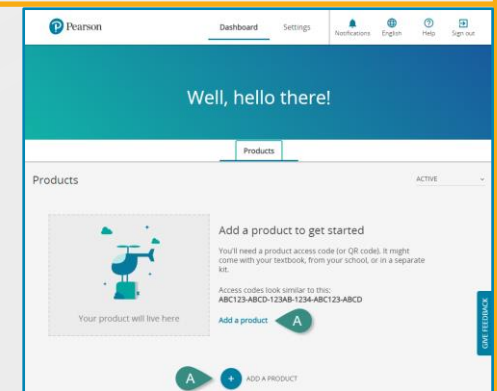 Pearson
Dashboard
Settings
Notifications
English
Help
Sign out
Well, hello there!
Products
Products
ACTIVE
Add a product to get started
You'll need a product access code (or QR code). It might
come with your textbook, from your school, or in a separate
kit.
Access codes look similar to this:
ABC123-ABCD-123AB-1234-ABC123-ABCD
Your product will live here
Add a product
A
A
ADD A PRODUCT
GIVE FEEDBACK